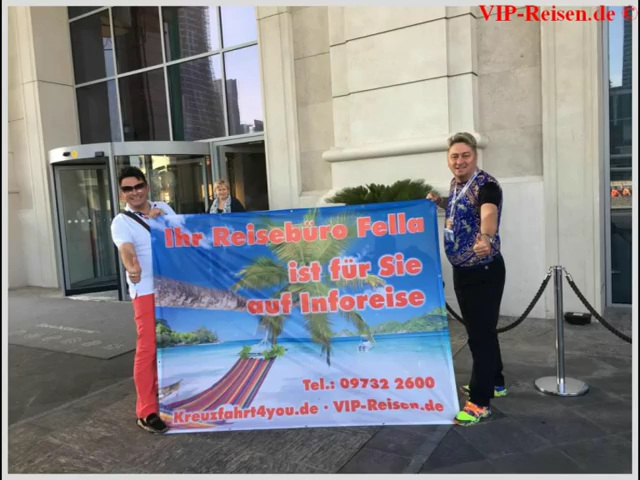 VIP-Reisen.de ©
Ihr Reisebüro Fella
ist für Sie
auf Inforeise
Tel.: 09732 2600
Kreuzfahrt4you.de · VIP-Reisen.de